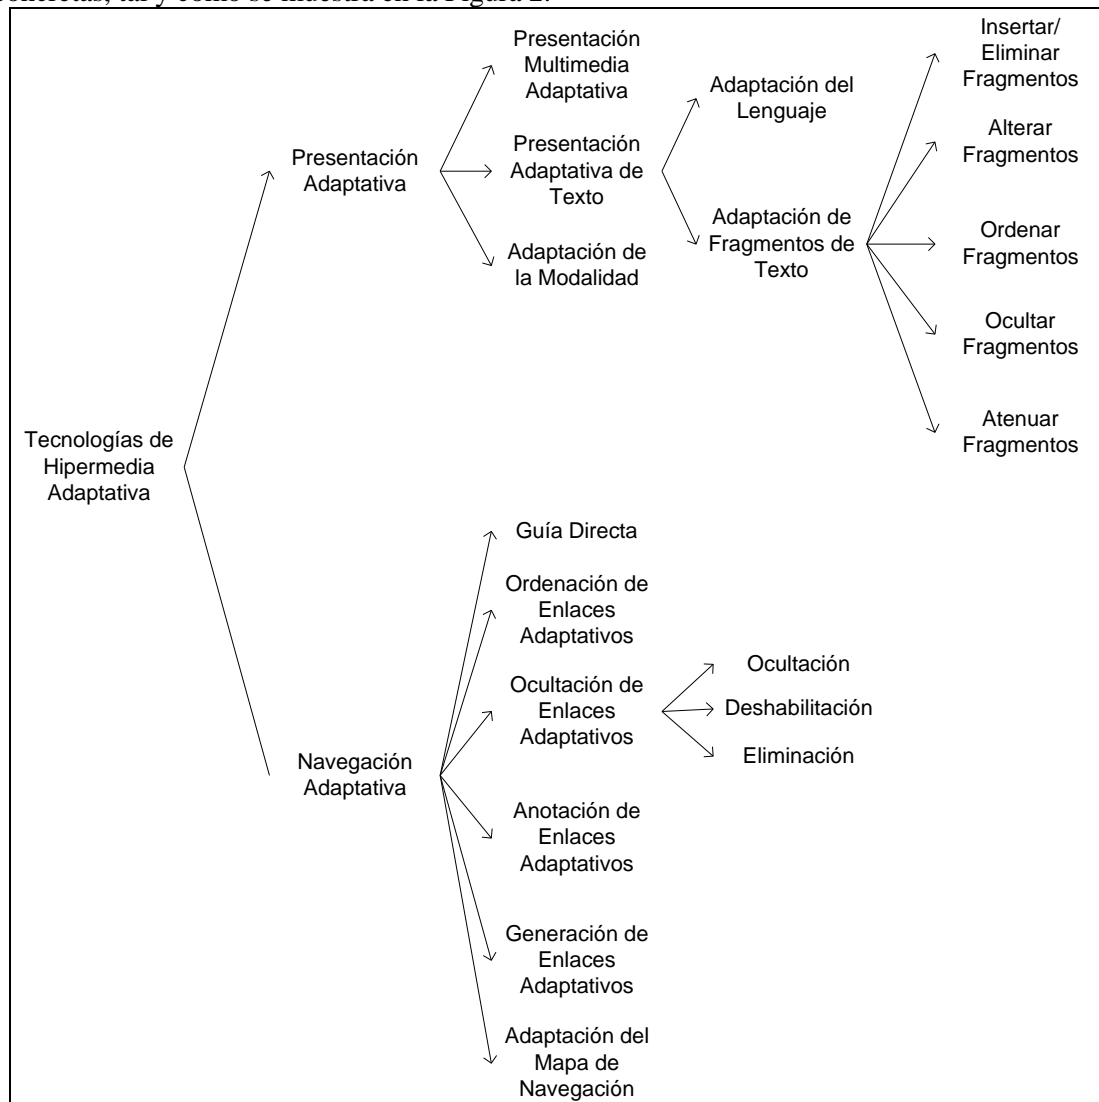 oncretas, tal y como se muestra en la Figura 2.
Presentación
Multimedia
Adaptativa
Insertar/
Eliminar
Fragmentos
Adaptación del
Lenguaje
Alterar
Fragmentos
Presentación
Adaptativa
Presentación
Adaptativa de
Texto
Adaptación de
Fragmentos de
Texto
Ordenar
Fragmentos
Adaptación de
la Modalidad
Ocultar
Fragmentos
Atenuar
Fragmentos
Tecnologías de
Hipermedia
Adaptativa
Guía Directa
Ordenación de
Enlaces
Adaptativos
Ocultación de
Enlaces
Adaptativos
Ocultación
Deshabilitación
Eliminación
Navegación
Adaptativa
Anotación de
Enlaces
Adaptativos
Generación de
Enlaces
Adaptativos
Adaptación del
Mapa de
Navegación